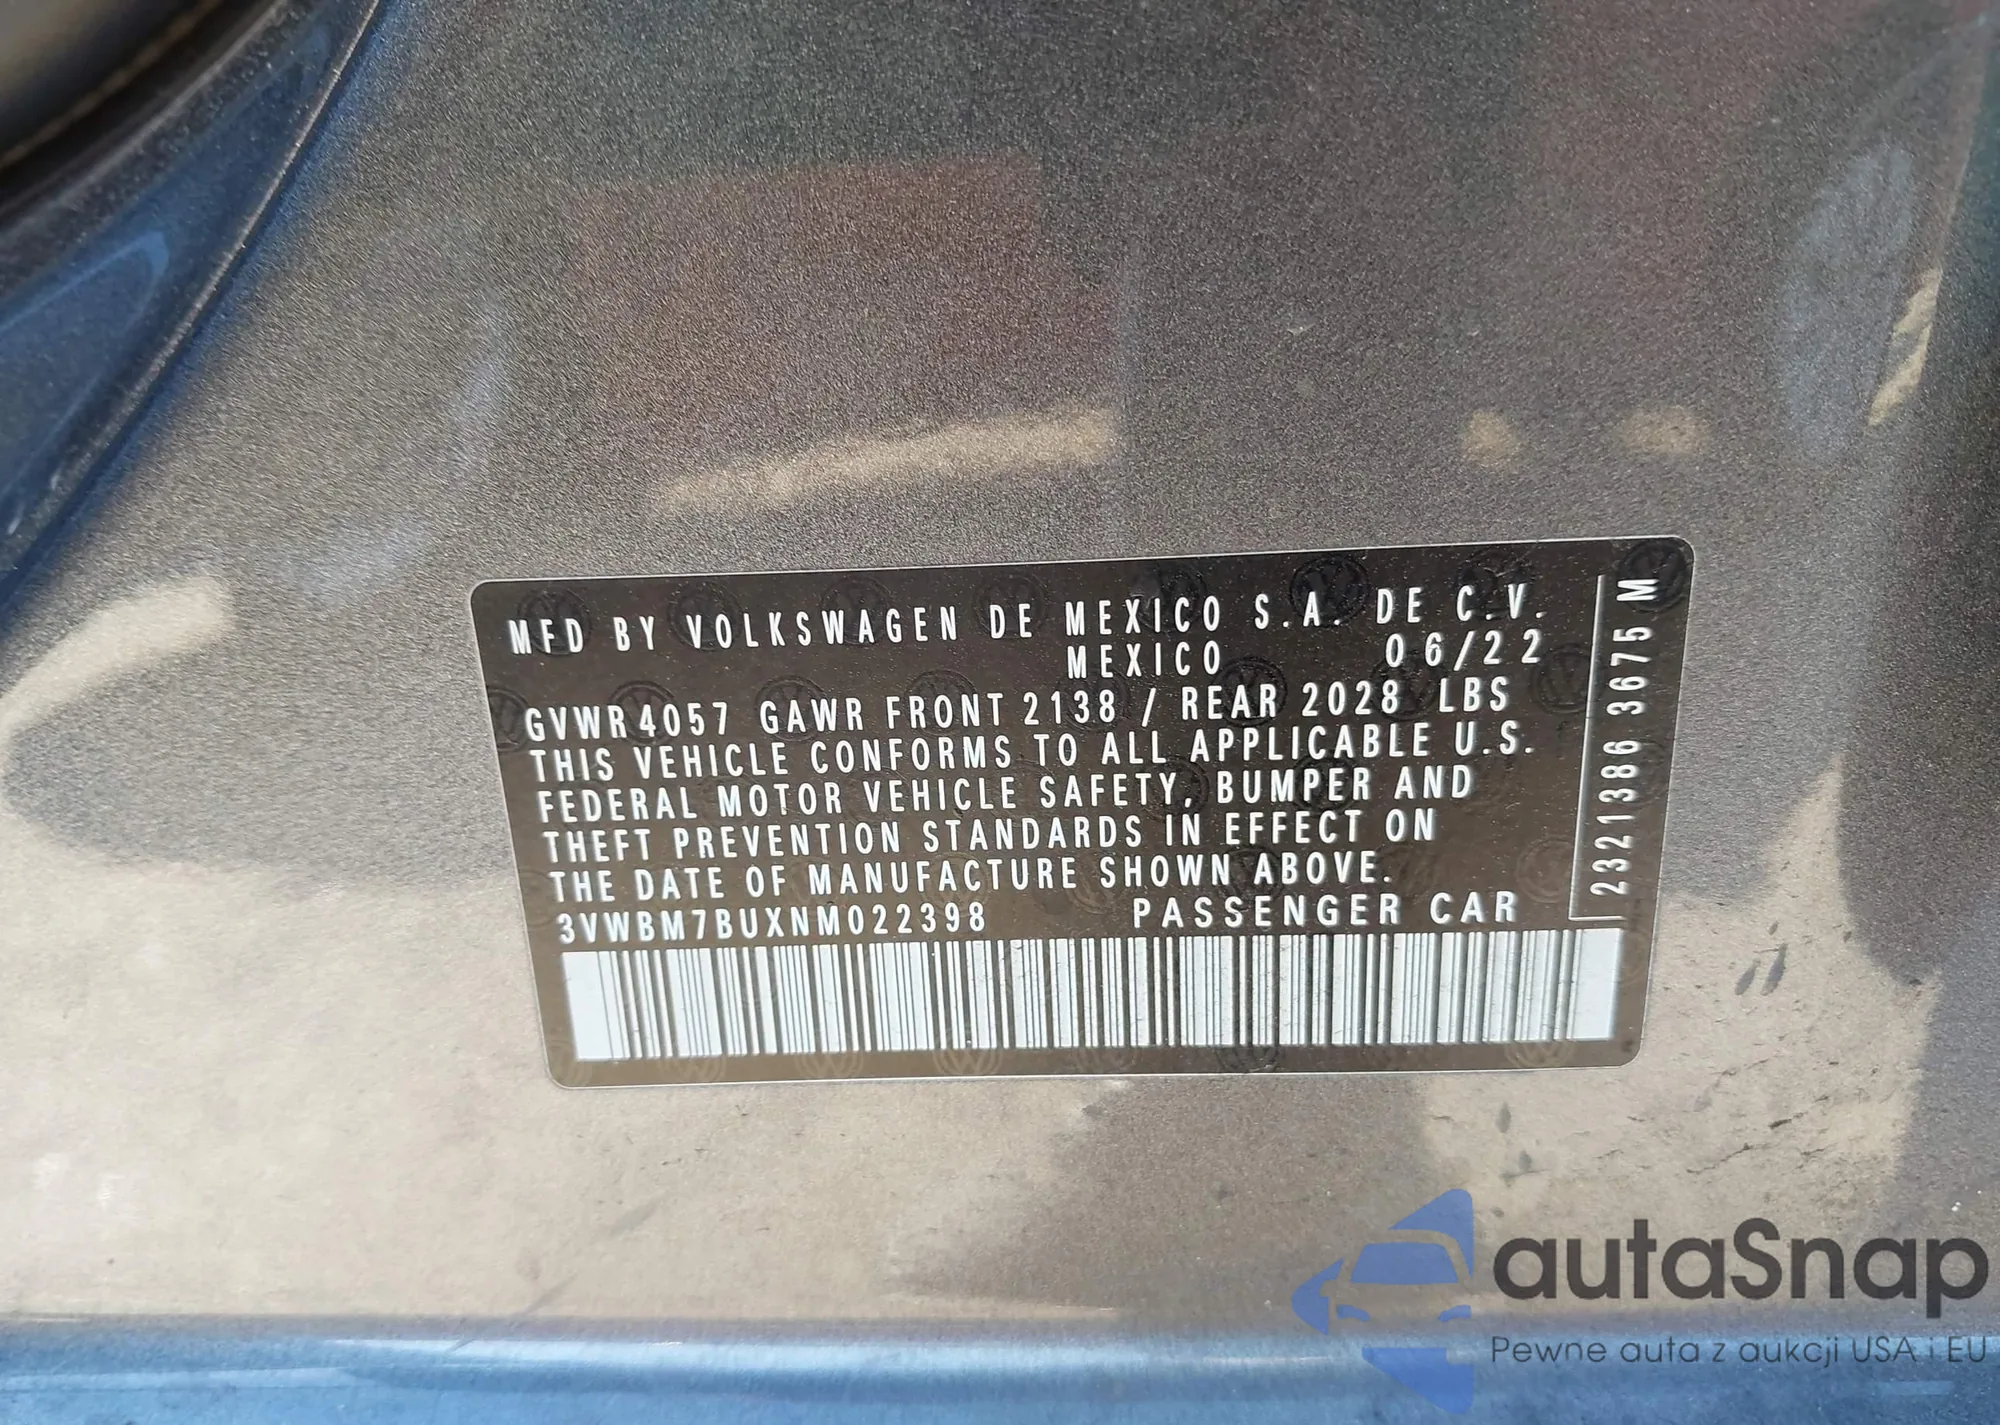 MFD BY VOLKSWAGEN DE MEXICO S.A. DE C.V.
MEXICO 06/22
GVWR 4057 GAWR FRONT 2138 / REAR 2028 LBS
THIS VEHICLE CONFORMS TO ALL APPLICABLE U.S.
FEDERAL MOTOR VEHICLE SAFETY, BUMPER AND
THEFT PREVENTION STANDARDS IN EFFECT ON
THE DATE OF MANUFACTURE SHOWN ABOVE.
3VWBM7BUXNM022398 PASSENGER CAR
2321386 3675 M
autaSnap
Pewne auta z aukcji USA i EU